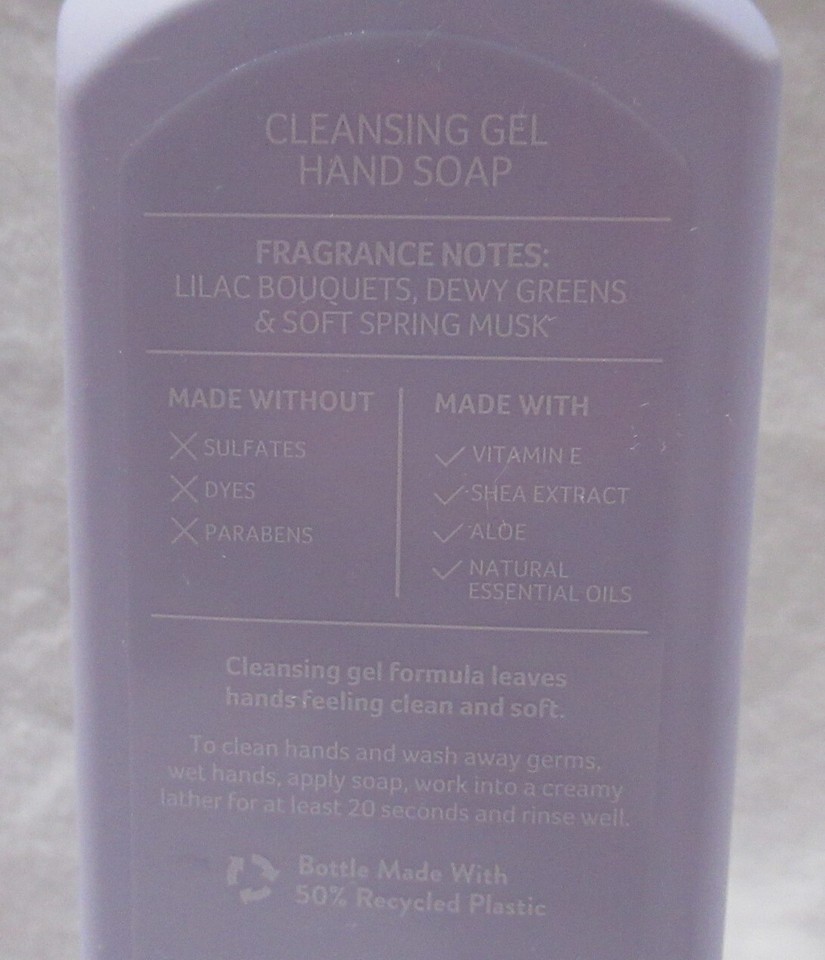 CLEANSING GEL
HAND SOAP
FRAGRANCE NOTES:
LILAC BOUQUETS, DEWY GREENS
& SOFT SPRING MUSK
MADE WITHOUT
SULFATES
DYES
PARABENS
MADE WITH
VITAMIN E
SHEA EXTRACT
ALOE
NATURAL
ESSENTIAL OILS
Cleansing gel formula leaves
hands feeling clean and soft.
To clean hands and wash away germs,
wet hands, apply soap, work into a creamy
lather for at least 20 seconds and rinse well.
Bottle Made With
50% Recycled Plastic